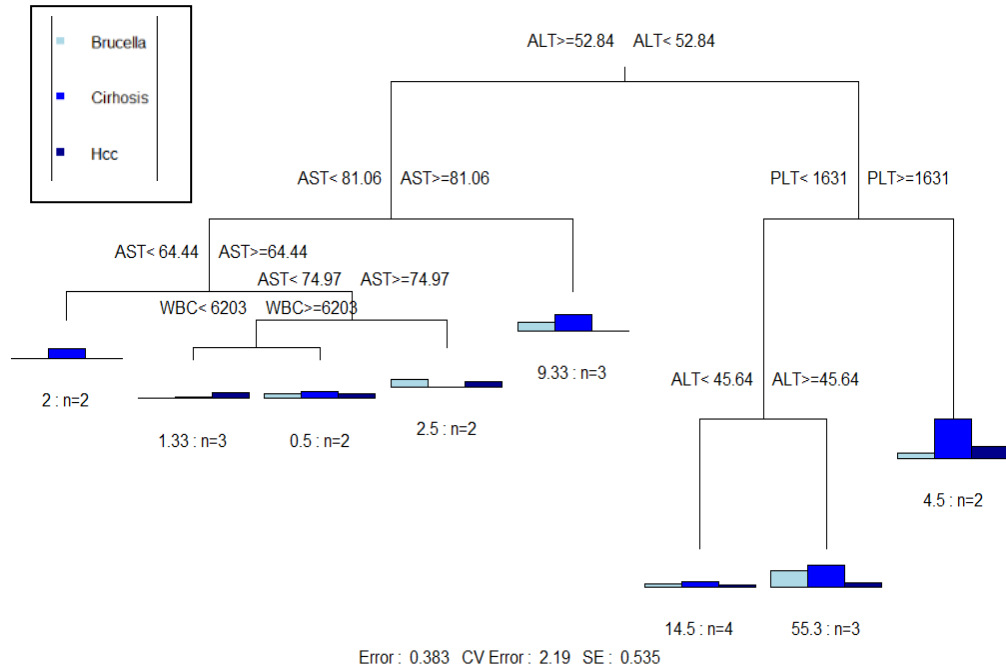 Brucella
Cirhosis
Hcc
ALT>=52.84 ALT< 52.84
AST< 81.06 AST>=81.06
PLT< 1631 PLT>=1631
AST< 64.44 AST>=64.44
AST< 74.97 AST>=74.97
WBC< 6203 WBC>=6203
ALT< 45.64 ALT>=45.64
2 : n=2
1.33 : n=3
0.5 : n=2
2.5 : n=2
9.33 : n=3
14.5 : n=4
55.3 : n=3
4.5 : n=2
Error : 0.383 CV Error : 2.19 SE : 0.535